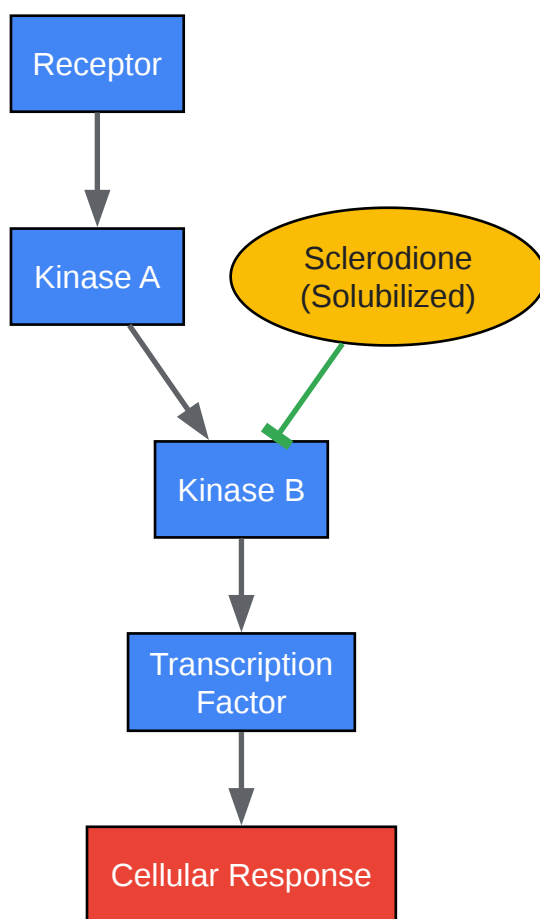 Receptor
Kinase A
Sclerodione
(Solubilized)
Kinase B
Transcription
Factor
Cellular Response